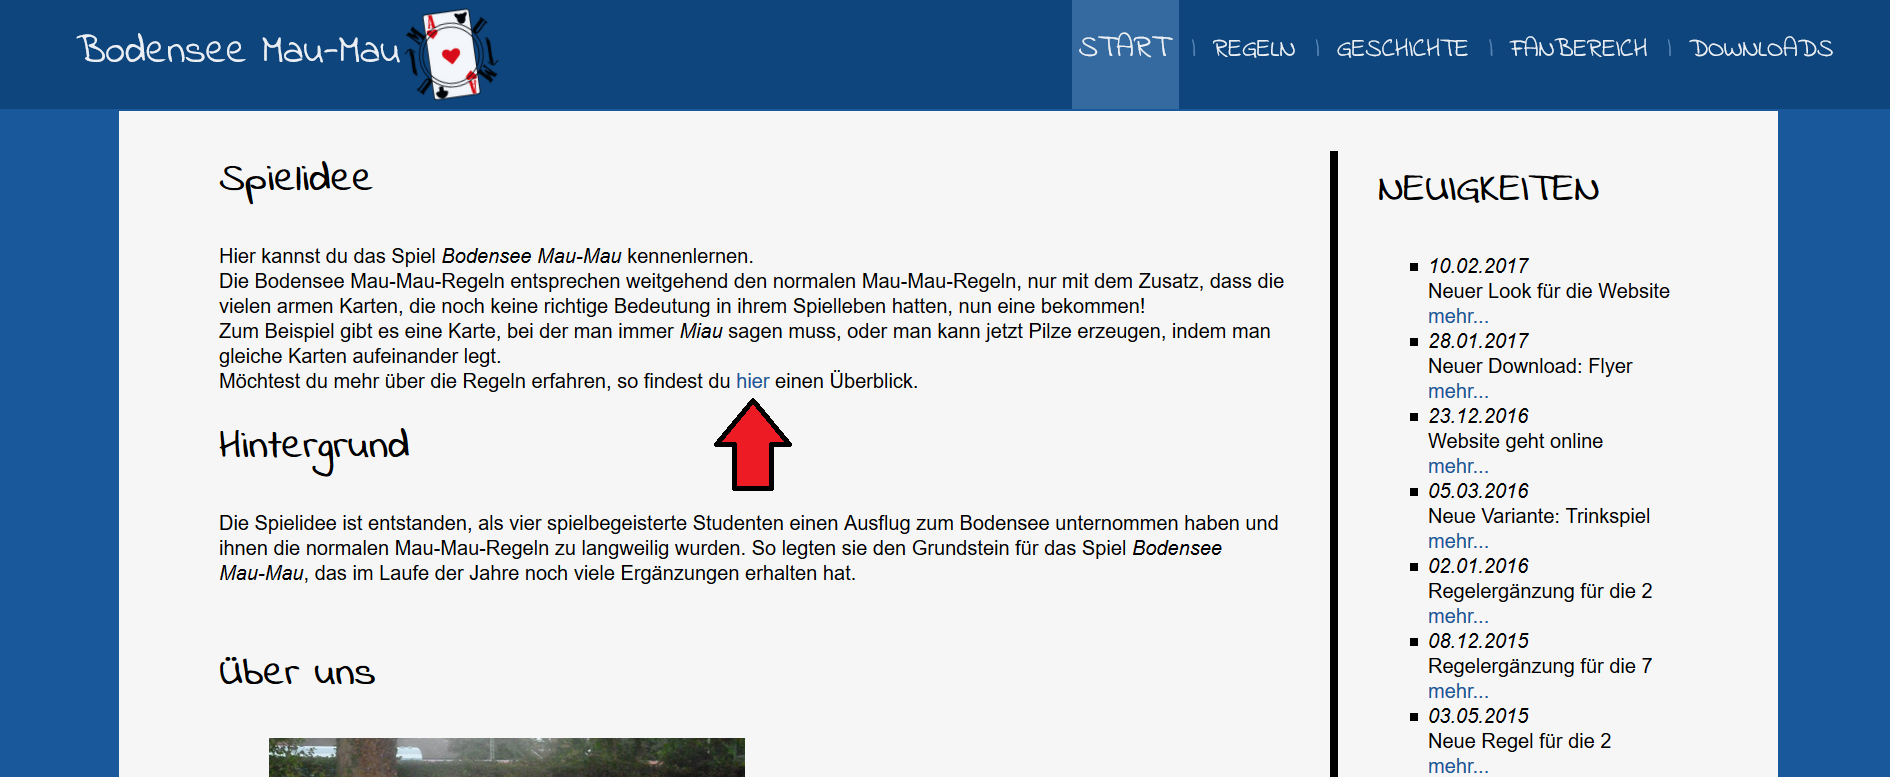 Bodensee Mau-Mau
START | REGELN | GESCHICHTE | FANBEREICH | DOWNLOADS
Spielidee
Hier kannst du das Spiel Bodensee Mau-Mau kennenlernen.
Die Bodensee Mau-Mau-Regeln entsprechen weitgehend den normalen Mau-Mau-Regeln, nur mit dem Zusatz, dass die
vielen armen Karten, die noch keine richtige Bedeutung in ihrem Spielleben hatten, nun eine bekommen!
Zum Beispiel gibt es eine Karte, bei der man immer Miau sagen muss, oder man kann jetzt Pilze erzeugen, indem man
gleiche Karten aufeinander legt.
Möchtest du mehr über die Regeln erfahren, so findest du hier einen Überblick.
Hintergrund
Die Spielidee ist entstanden, als vier spielbegeisterte Studenten einen Ausflug zum Bodensee unternommen haben und
ihnen die normalen Mau-Mau-Regeln zu langweilig wurden. So legten sie den Grundstein für das Spiel Bodensee
Mau-Mau, das im Laufe der Jahre noch viele Ergänzungen erhalten hat.
Über uns
NEUIGKEITEN
10.02.2017
Neuer Look für die Website
mehr...
28.01.2017
Neuer Download: Flyer
mehr...
23.12.2016
Website geht online
mehr...
05.03.2016
Neue Variante: Trinkspiel
mehr...
02.01.2016
Regelergänzung für die 2
mehr...
08.12.2015
Regelergänzung für die 7
mehr...
03.05.2015
Neue Regel für die 2
mehr...